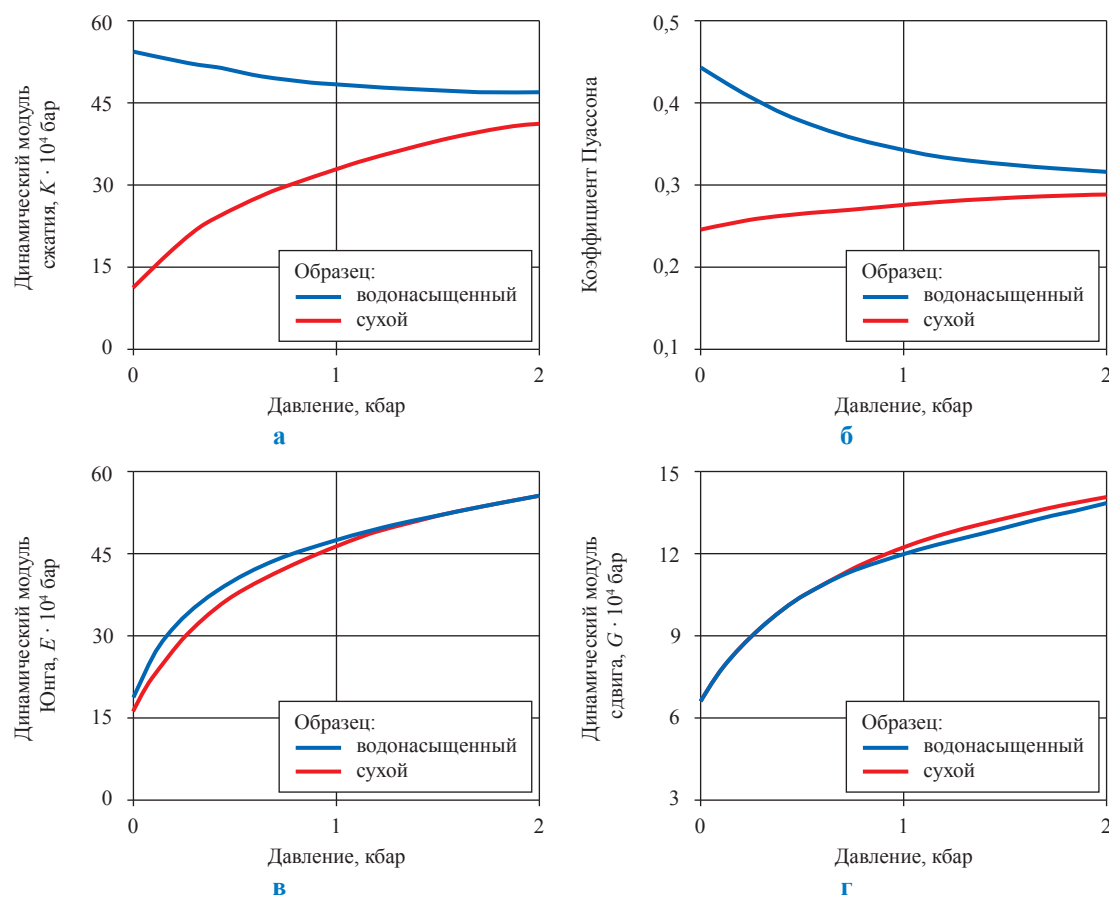 Динамический модуль
сжатия, K · 10⁴ бар
60
45
30
15
0
Образец:
водонасыщенный
сухой
0
1
2
Давление, кбар
а
Коэффициент Пуассона
0,5
0,4
0,3
0,2
0,1
Образец:
водонасыщенный
сухой
0
1
2
Давление, кбар
б
Динамический модуль
Юнга, E · 10⁴ бар
60
45
30
15
0
Образец:
водонасыщенный
сухой
0
1
2
Давление, кбар
в
Динамический модуль
сдвига, G · 10⁴ бар
15
12
9
6
3
Образец:
водонасыщенный
сухой
0
1
2
Давление, кбар
г